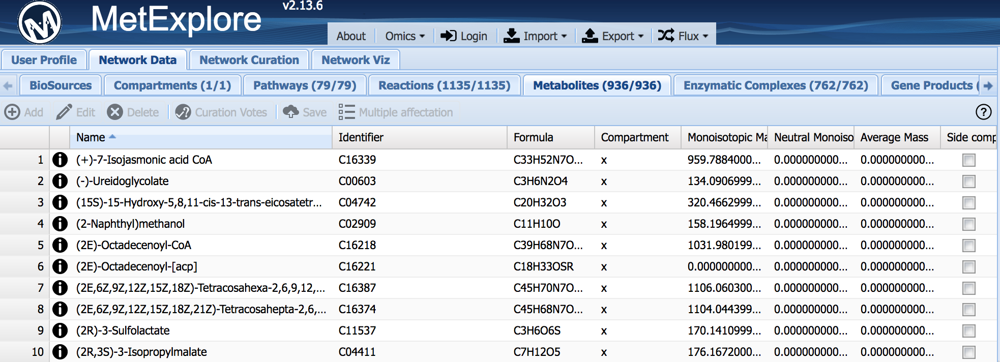 MetExplore v2.13.6
About Omics Login Import Export Flux
User Profile Network Data Network Curation Network Viz
BioSources Compartments (1/1) Pathways (79/79) Reactions (1135/1135) Metabolites (936/936) Enzymatic Complexes (762/762) Gene Products (
Add Edit Delete Curation Votes Save Multiple affectation ?
Name Identifier Formula Compartment Monoisotopic Ma Neutral Monoiso Average Mass Side comp
1 (+)-7-Isojasmonic acid CoA C16339 C33H52N7O... x 959.7884000... 0.000000000... 0.000000000...
2 (-)-Ureidoglycolate C00603 C3H6N2O4 x 134.0906999... 0.000000000... 0.000000000...
3 (15S)-15-Hydroxy-5,8,11-cis-13-trans-eicosatetr... C04742 C20H32O3 x 320.4662999... 0.000000000... 0.000000000...
4 (2-Naphthyl)methanol C02909 C11H10O x 158.1964999... 0.000000000... 0.000000000...
5 (2E)-Octadecenoyl-CoA C16218 C39H68N7O... x 1031.980199... 0.000000000... 0.000000000...
6 (2E)-Octadecenoyl-[acp] C16221 C18H33OSR x 0.000000000... 0.000000000... 0.000000000...
7 (2E,6Z,9Z,12Z,15Z,18Z)-Tetracosahexa-2,6,9,12,... C16387 C45H70N7O... x 1106.060300... 0.000000000... 0.000000000...
8 (2E,6Z,9Z,12Z,15Z,18Z,21Z)-Tetracosahepta-2,6,... C16374 C45H68N7O... x 1104.044399... 0.000000000... 0.000000000...
9 (2R)-3-Sulfolactate C11537 C3H6O6S x 170.1410999... 0.000000000... 0.000000000...
10 (2R,3S)-3-Isopropylmalate C04411 C7H12O5 x 176.1672000... 0.000000000... 0.000000000...